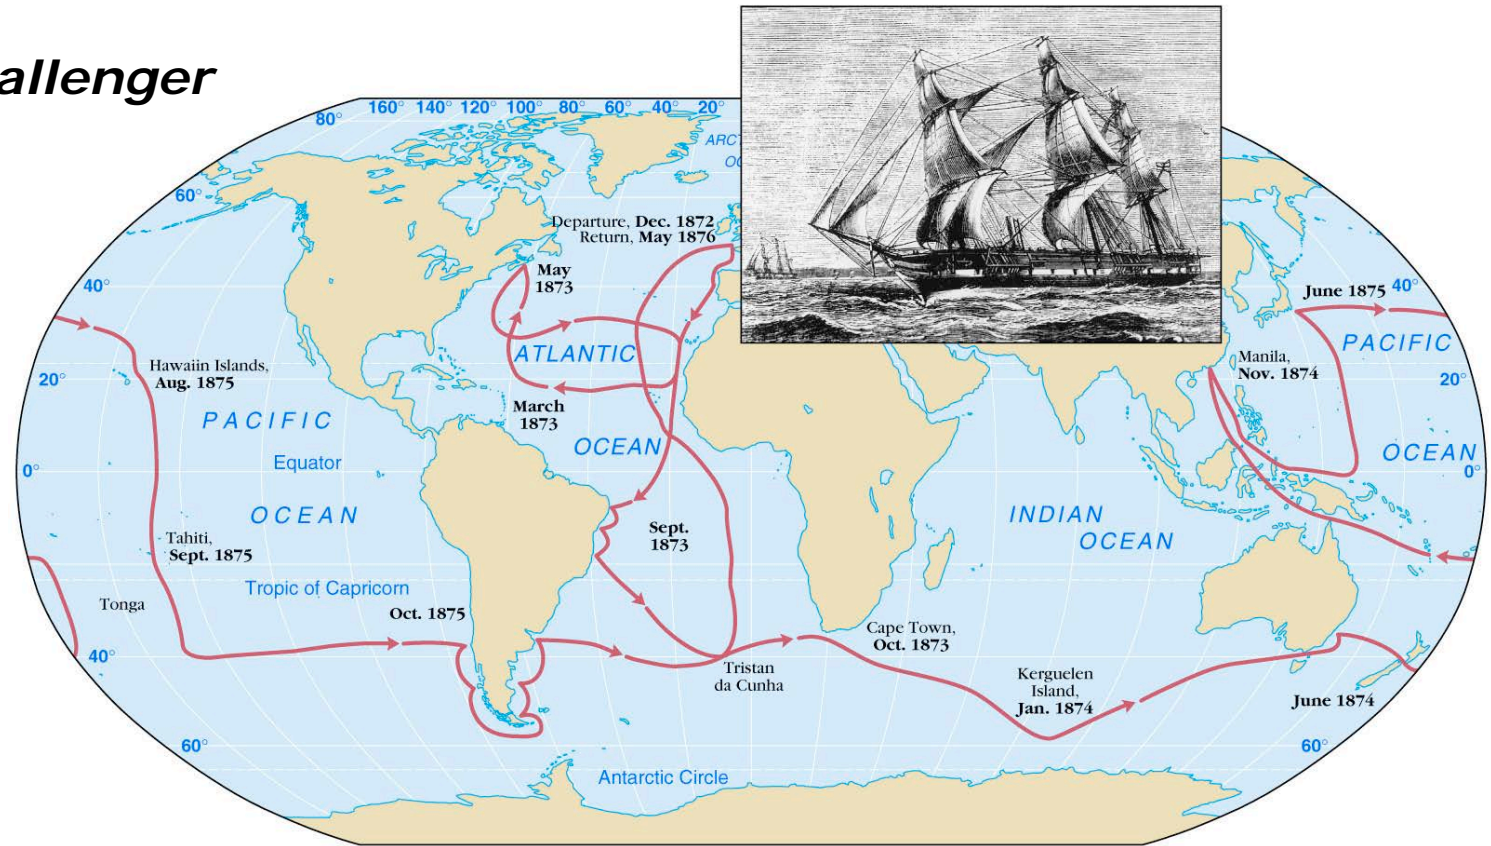 allenger
160° 140° 120° 100° 80° 60° 40° 20°
80°
ARC
OC
60°
Departure, Dec. 1872
Return, May 1876
May
1873
40°
June 1875
40°
ATLANTIC
PACIFIC
Manila,
Nov. 1874
Hawaiin Islands,
Aug. 1875
20°
20°
March
1873
PACIFIC
OCEAN
OCEAN
Equator
0°
0°
OCEAN
INDIAN
OCEAN
Sept.
1873
Tahiti,
Sept. 1875
Tropic of Capricorn
Tonga
Oct. 1875
Cape Town,
Oct. 1873
40°
Tristan
da Cunha
Kerguelen
Island,
Jan. 1874
June 1874
60°
60°
Antarctic Circle